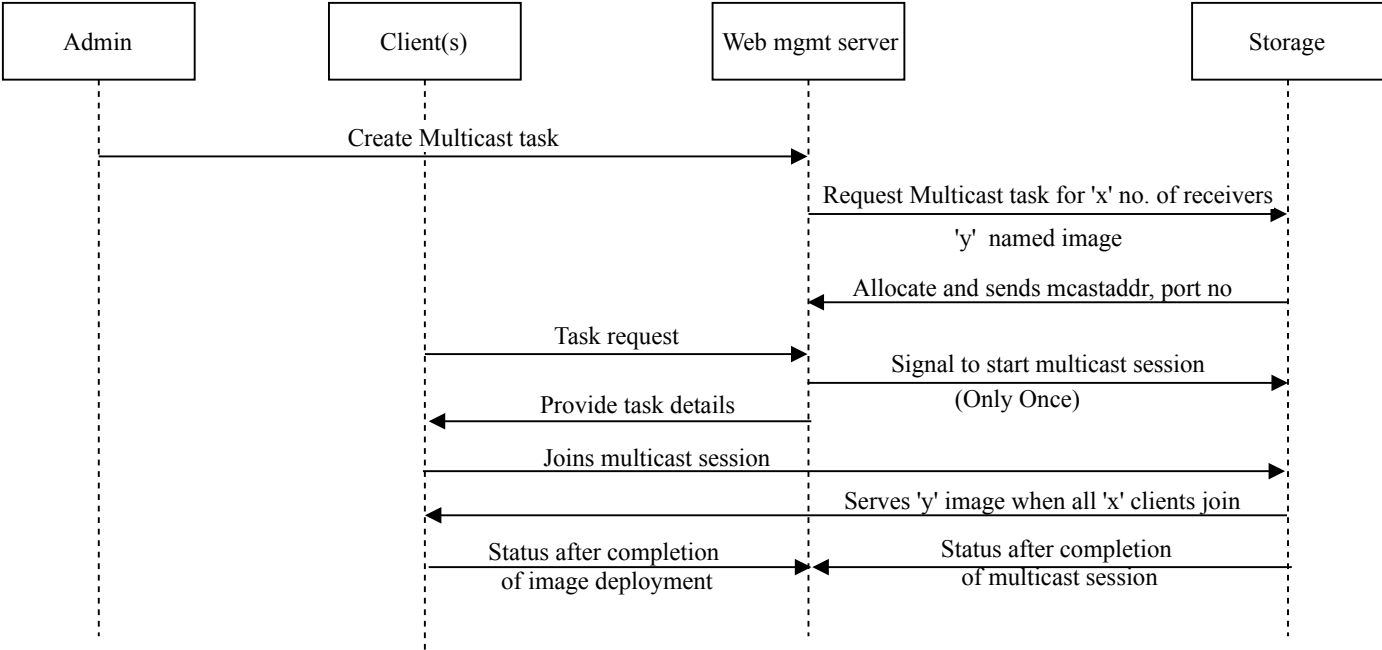 Admin
Client(s)
Web mgmt server
Storage
Create Multicast task
Request Multicast task for 'x' no. of receivers
'y' named image
Allocate and sends mcastaddr, port no
Task request
Signal to start multicast session
(Only Once)
Provide task details
Joins multicast session
Serves 'y' image when all 'x' clients join
Status after completion
of image deployment
Status after completion
of multicast session